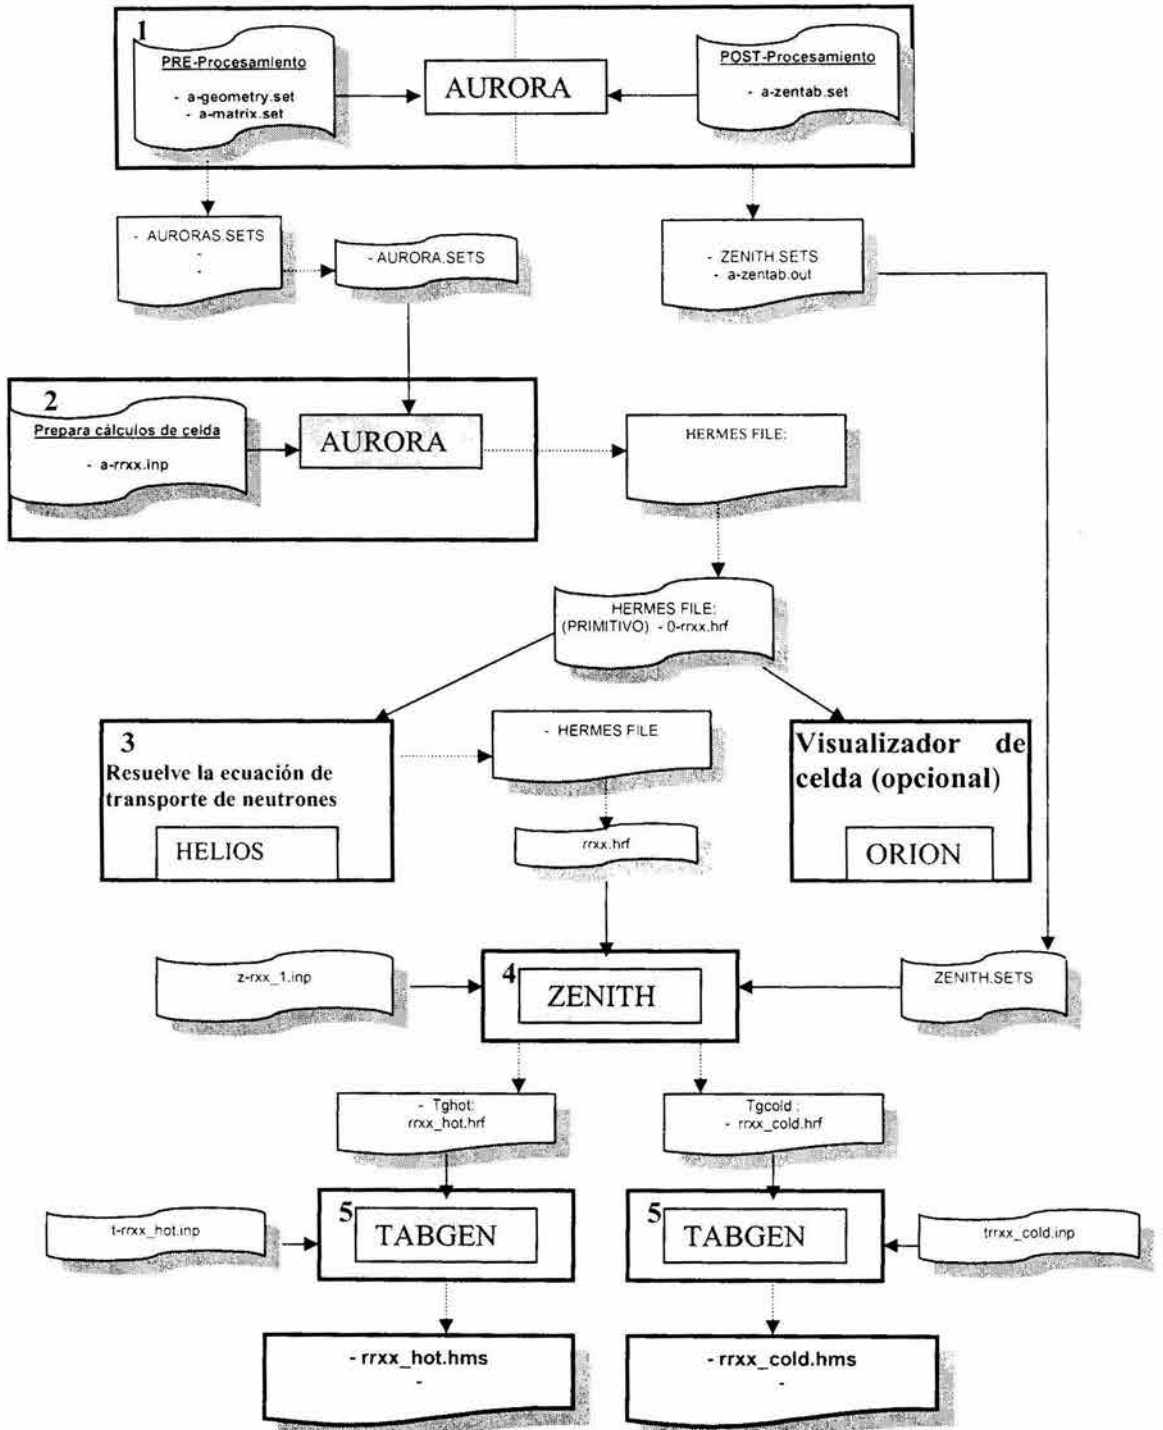 1
PRE-Procesamiento
- a-geometry.set
- a-matrix.set
AURORA
POST-Procesamiento
- a-zentab.set
- AURORAS.SETS
-
-
- AURORA.SETS
- ZENITH.SETS
- a-zentab.out
2
Prepara cálculos de celda
- a-rrxx.inp
AURORA
HERMES FILE:
HERMES FILE:
(PRIMITIVO) - 0-rrxx.hrf
3
Resuelve la ecuación de
transporte de neutrones
HELIOS
- HERMES FILE
rrxx.hrf
Visualizador de
celda (opcional)
ORION
z-rxx_1.inp
4
ZENITH
ZENITH.SETS
- Tghot:
rrxx_hot.hrf
Tgcold :
- rrxx_cold.hrf
t-rrxx_hot.inp
5
TABGEN
5
TABGEN
trrxx_cold.inp
- rrxx_hot.hms
-
- rrxx_cold.hms
-